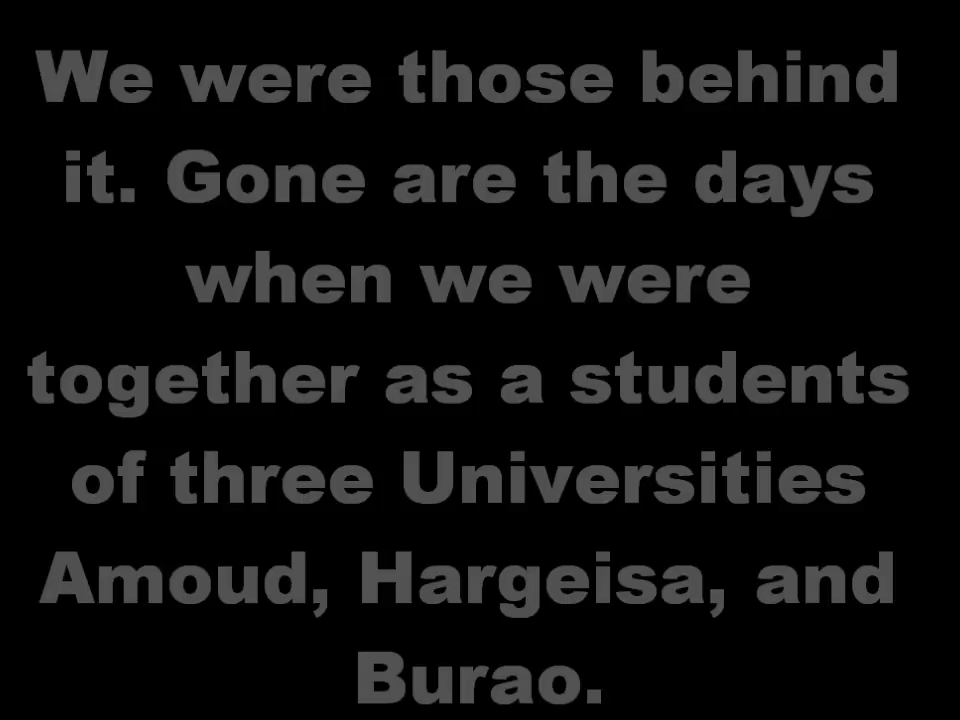 We were those behind
it. Gone are the days
when we were
together as a students
of three Universities
Amoud, Hargeisa, and
Burao.